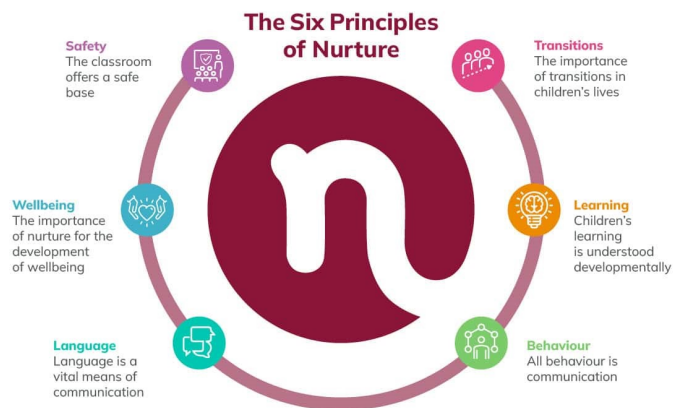 The Six Principles
of Nurture
Safety
The classroom
offers a safe
base
Transitions
The importance
of transitions in
children's lives
Wellbeing
The importance
of nurture for the
development
of wellbeing
Learning
Children's
learning
is understood
developmentally
Language
Language is a
vital means of
communication
Behaviour
All behaviour is
communication
n